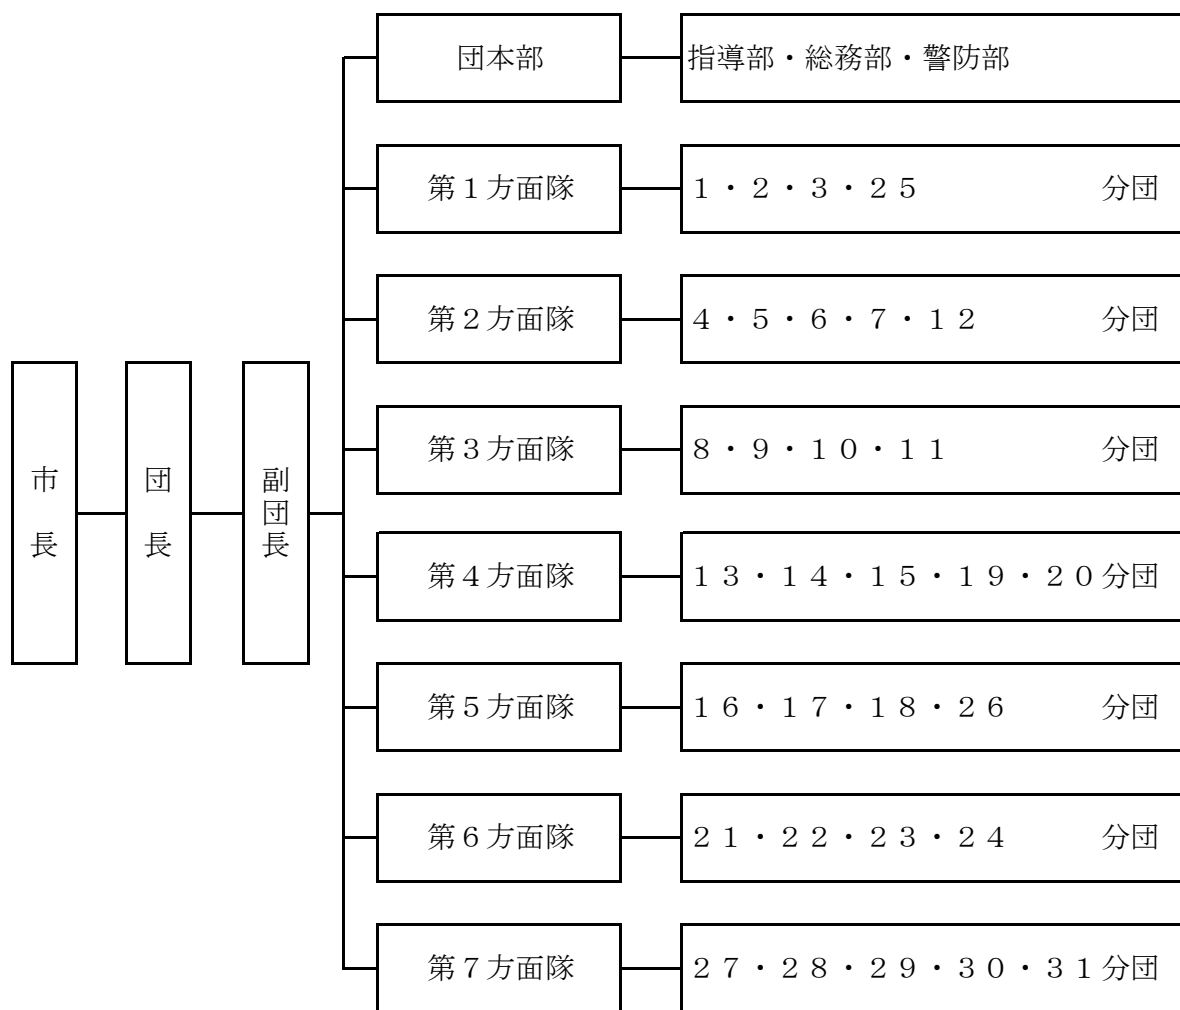 団本部 指導部・総務部・警防部
第１方面隊 １・２・３・２５ 分団
第２方面隊 ４・５・６・７・１２ 分団
第３方面隊 ８・９・１０・１１ 分団
市長 団長 副団長
第４方面隊 １３・１４・１５・１９・２０分団
第５方面隊 １６・１７・１８・２６ 分団
第６方面隊 ２１・２２・２３・２４ 分団
第７方面隊 ２７・２８・２９・３０・３１分団